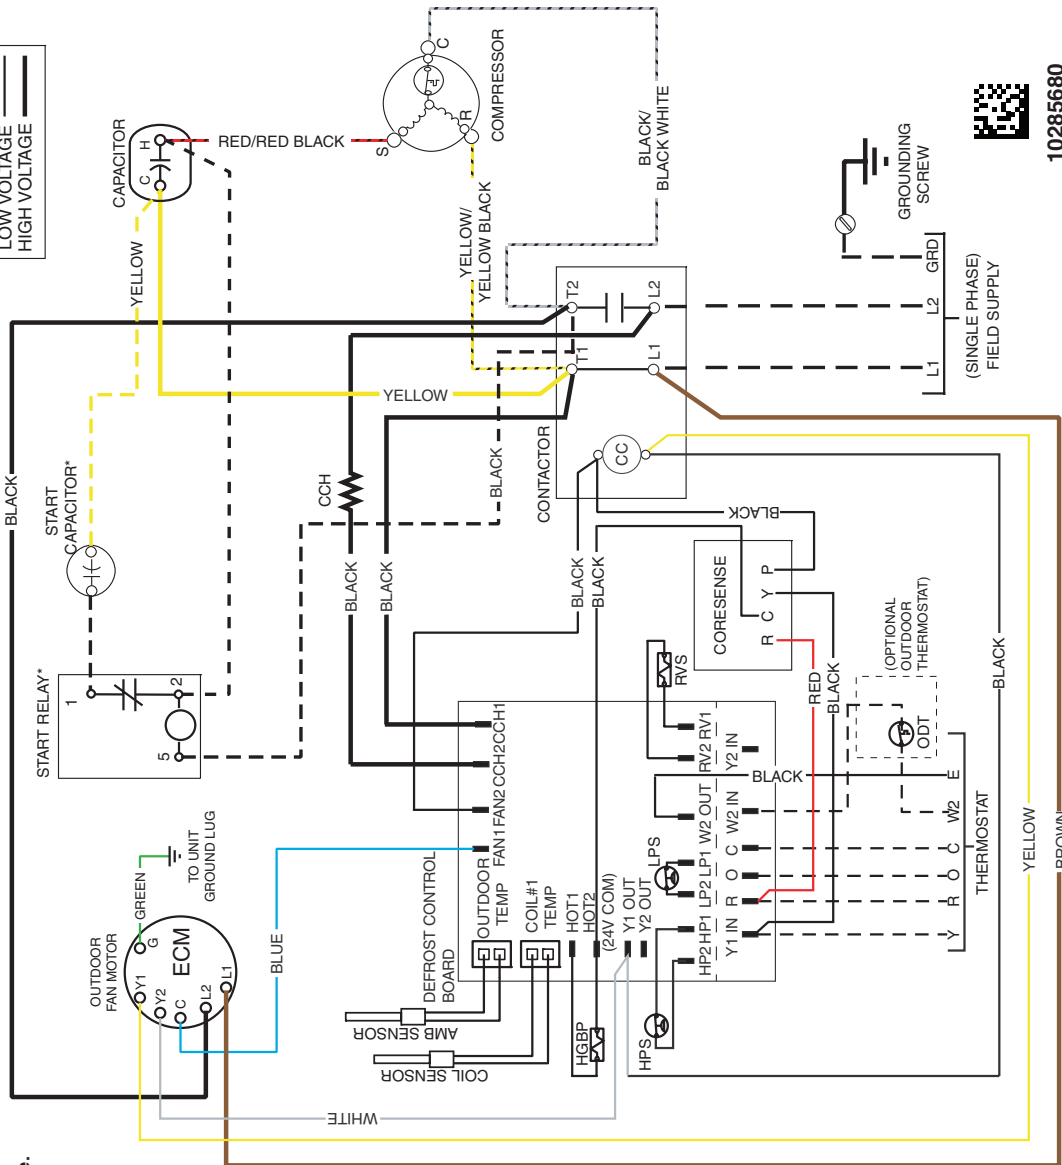 LOW VOLTAGE
HIGH VOLTAGE
CAPACITOR
C
H
RED/RED BLACK
S
C
R
COMPRESSOR
BLACK/
BLACK WHITE
10285680
GROUNDING
SCREW
YELLOW
YELLOW/
YELLOW BLACK
BLACK
START
CAPACITOR*
YELLOW
CCH
BLACK
T2
T1
L2
L1
CONTACTOR
CC
L1
L2
GRD
(SINGLE PHASE)
FIELD SUPPLY
START RELAY*
1
2
5
BLACK
BLACK
BLACK
BLACK
BLACK
CORESENSE
R
C
Y
P
RVS
RED
BLACK
(OPTIONAL
OUTDOOR
THERMOSTAT)
ODT
BLACK
OUTDOOR
FAN MOTOR
ECM
Y1
Y2
C
L2
L1
G
GREEN
TO UNIT
GROUND LUG
BLUE
DEFROST CONTROL
BOARD
FAN1
FAN2
CCH2
CCH1
OUTDOOR
TEMP
COIL#1
TEMP
HOT1
HOT2
(24V COM)
Y1 OUT
Y2 OUT
AMB SENSOR
COIL SENSOR
HGBP
HPS
LPS
HP2
HP1
LP2
LP1
W2 OUT
RV2
RV1
Y1 IN
R
O
C
W2 IN
Y2 IN
BLACK
Y
R
O
C
W2
E
THERMOSTAT
WHITE
YELLOW
BROWN